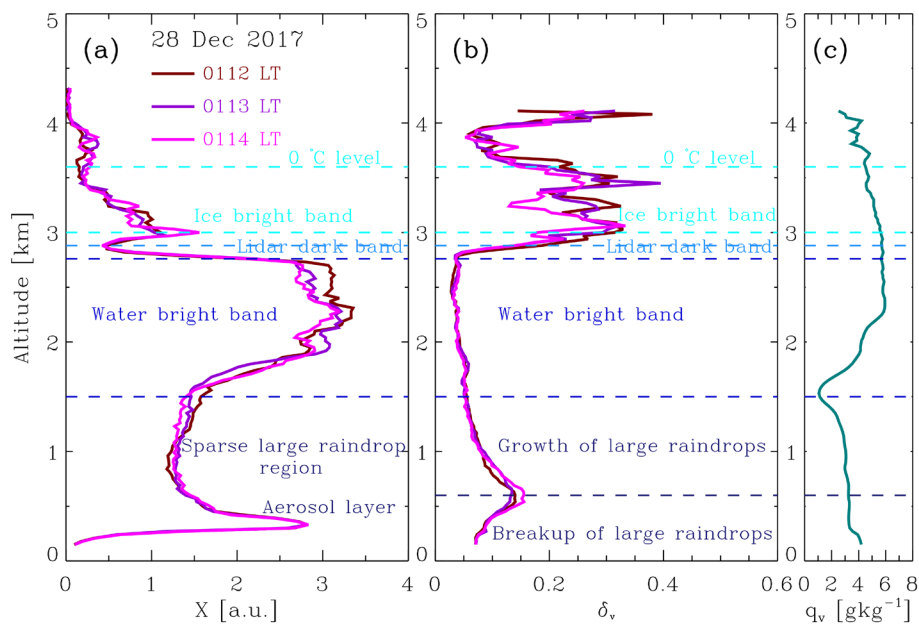 (a)
28 Dec 2017
0112 LT
0113 LT
0114 LT
0 °C level
Ice bright band
Lidar dark band
Water bright band
Sparse large raindrop
region
Aerosol layer
Altitude [km]
5
4
3
2
1
0
0 1 2 3 4
X [a.u.]
(b)
0 °C level
Ice bright band
Lidar dark band
Water bright band
Growth of large raindrops
Breakup of large raindrops
5
4
3
2
1
0
0 0.2 0.4 0.6
δᵥ
(c)
5
4
3
2
1
0
0 2 4 6 8
qᵥ [gkg⁻¹]